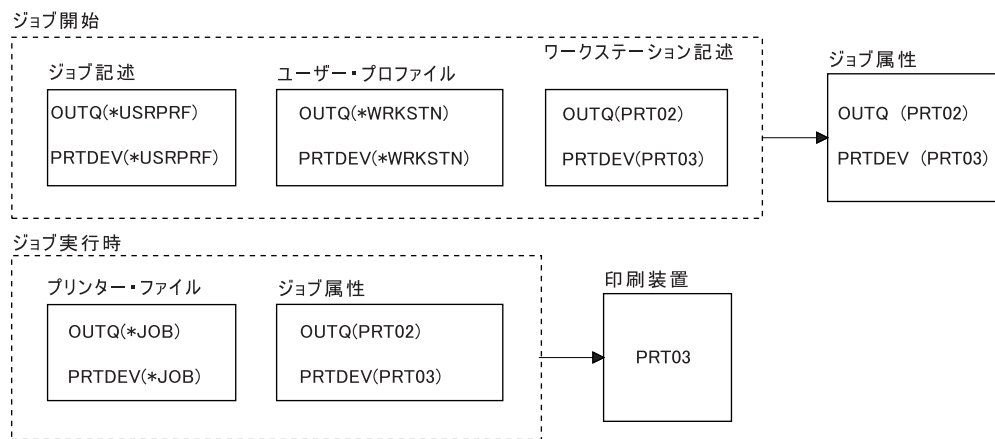 ジョブ開始
ジョブ記述
OUTQ(*USRPRF)
PRTDEV(*USRPRF)
ユーザー・プロファイル
OUTQ(*WRKSTN)
PRTDEV(*WRKSTN)
ワークステーション記述
OUTQ(PRT02)
PRTDEV(PRT03)
ジョブ属性
OUTQ (PRT02)
PRTDEV (PRT03)
ジョブ実行時
プリンター・ファイル
OUTQ(*JOB)
PRTDEV(*JOB)
ジョブ属性
OUTQ(PRT02)
PRTDEV(PRT03)
印刷装置
PRT03